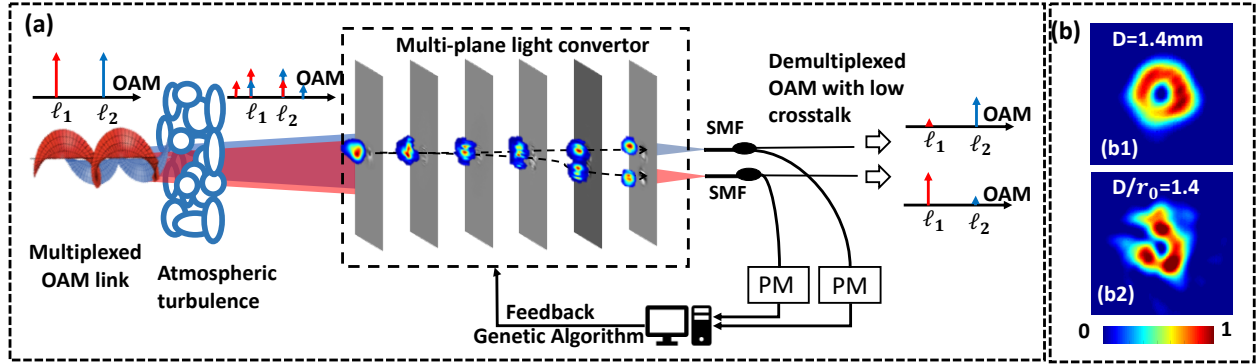 (a)
OAM
ℓ₁ ℓ₂
OAM
ℓ₁ ℓ₂
Multiplexed
OAM link
Atmospheric
turbulence
Multi-plane light convertor
Feedback
Genetic Algorithm
SMF
SMF
PM
PM
Demultiplexed
OAM with low
crosstalk
OAM
ℓ₁ ℓ₂
OAM
ℓ₁ ℓ₂
(b)
D=1.4mm
(b1)
D/r₀=1.4
(b2)
0 1